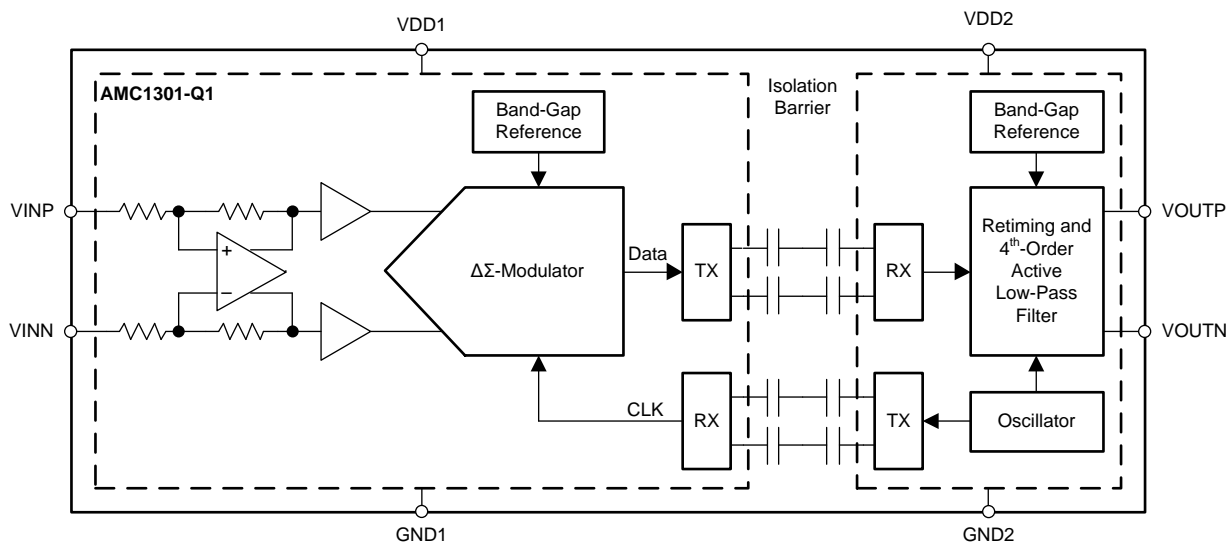 VDD1
VDD2
AMC1301-Q1
Isolation
Barrier
Band-Gap
Reference
Band-Gap
Reference
VINP
VINN
+
−
ΔΣ-Modulator
Data
TX
RX
Retiming and
4th-Order
Active
Low-Pass
Filter
VOUTP
VOUTN
CLK
RX
TX
Oscillator
GND1
GND2